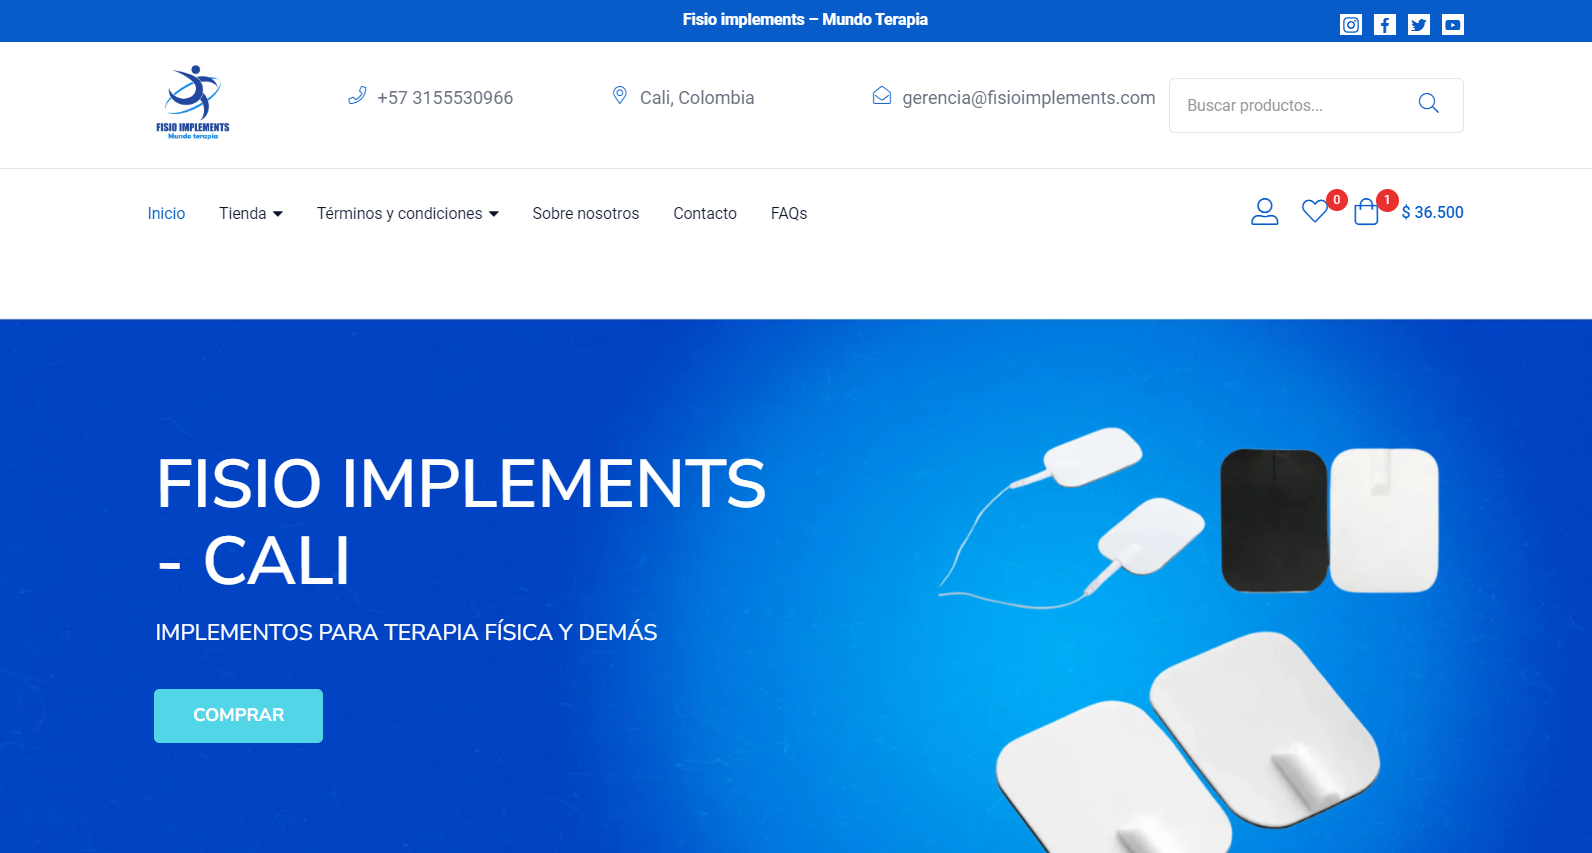 Fisio implements – Mundo Terapia
FISIO IMPLEMENTS
Mundo terapia
+57 3155530966
Cali, Colombia
gerencia@fisioimplements.com
Buscar productos...
Inicio
Tienda
Términos y condiciones
Sobre nosotros
Contacto
FAQs
0
1
$ 36.500
FISIO IMPLEMENTS
- CALI
IMPLEMENTOS PARA TERAPIA FÍSICA Y DEMÁS
COMPRAR